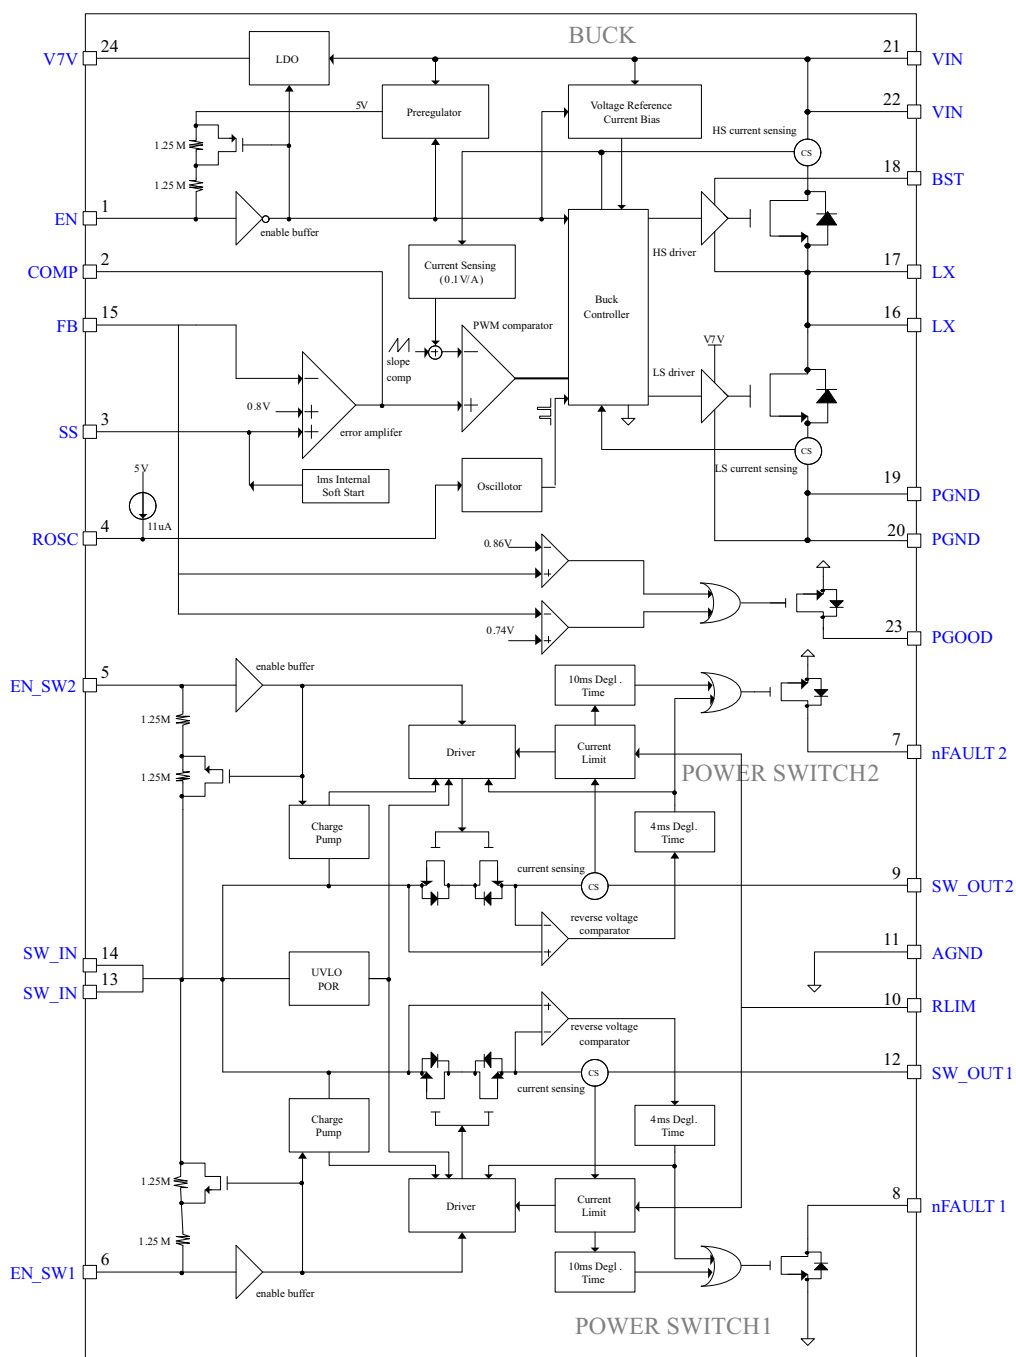 BUCK
24
V7V
LDO
21
VIN
22
VIN
5V
Preregulator
Voltage Reference
Current Bias
HS current sensing
CS
1.25 M
1.25 M
18
BST
1
EN
enable buffer
HS driver
2
COMP
Current Sensing
(0.1V/A)
17
LX
Buck
Controller
15
FB
PWM comparator
16
LX
slope
comp
V7V
LS driver
0.8V
error amplifer
3
SS
CS
LS current sensing
5V
1ms Internal
Soft Start
Oscillotor
19
PGND
11uA
4
ROSC
20
PGND
0.86V
0.74V
23
PGOOD
5
EN_SW2
enable buffer
10ms Degl .
Time
1.25M
Driver
Current
Limit
7
nFAULT 2
POWER SWITCH2
1.25M
Charge
Pump
4ms Degl.
Time
current sensing
CS
9
SW_OUT2
reverse voltage
comparator
14
SW_IN
13
SW_IN
UVLO
POR
11
AGND
10
RLIM
reverse voltage
comparator
CS
current sensing
12
SW_OUT1
Charge
Pump
4ms Degl.
Time
1.25M
Driver
Current
Limit
8
nFAULT 1
1.25 M
6
EN_SW1
enable buffer
10ms Degl .
Time
POWER SWITCH1